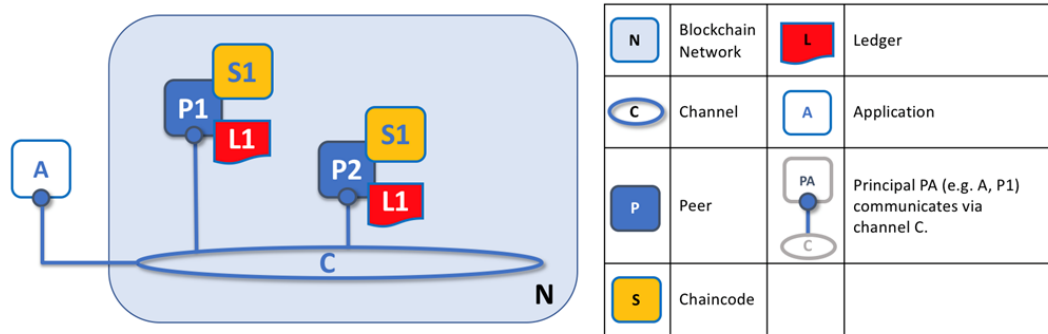 S1
P1
L1
S1
P2
L1
A
C
N
N
Blockchain
Network
L
Ledger
C
Channel
A
Application
P
Peer
PA
C
Principal PA (e.g. A, P1)
communicates via
channel C.
S
Chaincode